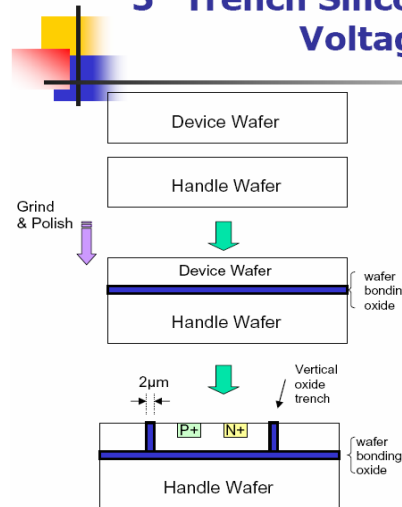 Trench
Voltag
Device Wafer
Handle Wafer
Grind
& Polish
Device Wafer
wafer
bondin
oxide
Handle Wafer
2µm
Vertical
oxide
trench
P+
N+
wafer
bonding
oxide
Handle Wafer